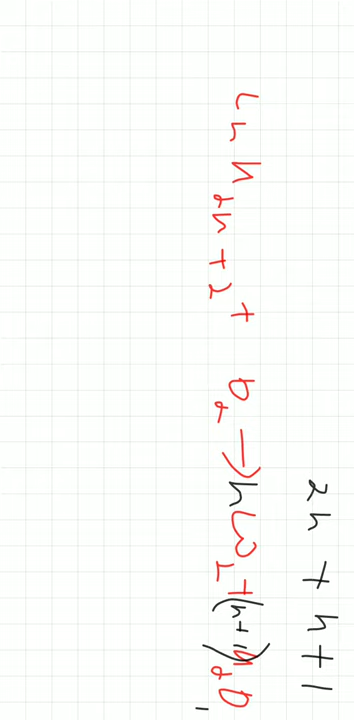 2n + n+1
CnH2n+2 + O2 → nCO2 + (n+1)H2O